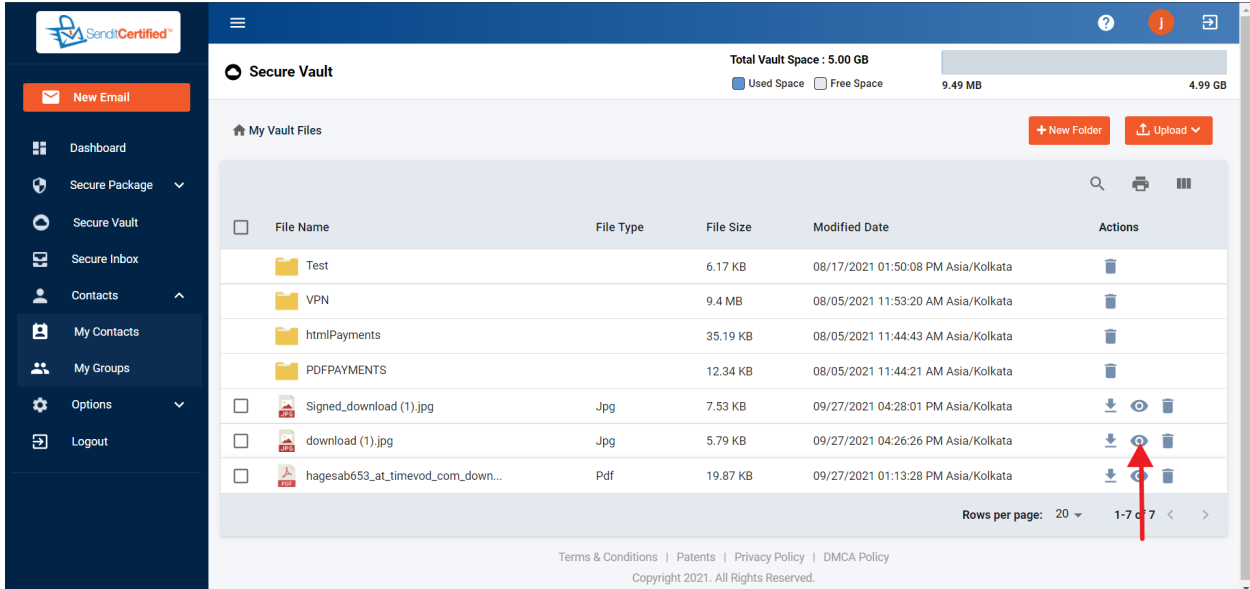 SenditCertified™
?
j
New Email
Dashboard
Secure Package
Secure Vault
Secure Inbox
Contacts
My Contacts
My Groups
Options
Logout
Secure Vault
Total Vault Space : 5.00 GB
Used Space Free Space
9.49 MB 4.99 GB
My Vault Files
+ New Folder
Upload
File Name File Type File Size Modified Date Actions
Test 6.17 KB 08/17/2021 01:50:08 PM Asia/Kolkata
VPN 9.4 MB 08/05/2021 11:53:20 AM Asia/Kolkata
htmlPayments 35.19 KB 08/05/2021 11:44:43 AM Asia/Kolkata
PDFPAYMENTS 12.34 KB 08/05/2021 11:44:21 AM Asia/Kolkata
JPG Signed_download (1).jpg Jpg 7.53 KB 09/27/2021 04:28:01 PM Asia/Kolkata
JPG download (1).jpg Jpg 5.79 KB 09/27/2021 04:26:26 PM Asia/Kolkata
PDF hagesab653_at_timevod_com_down... Pdf 19.87 KB 09/27/2021 01:13:28 PM Asia/Kolkata
Rows per page: 20 1-7 of 7 < >
Terms & Conditions | Patents | Privacy Policy | DMCA Policy
Copyright 2021. All Rights Reserved.